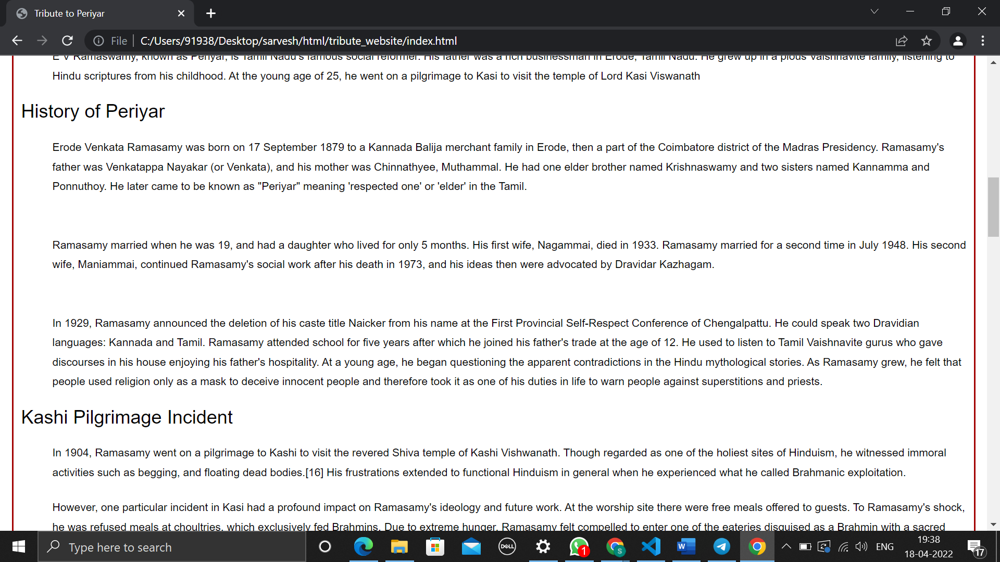 Tribute to Periyar
File
C:/Users/91938/Desktop/sarvesh/html/tribute_website/index.html
E V Ramaswamy, known as Periyar, is Tamil Nadu's famous social reformer. His father was a rich businessman in Erode, Tamil Nadu. He grew up in a pious Vaishnavite family, listening to
Hindu scriptures from his childhood. At the young age of 25, he went on a pilgrimage to Kasi to visit the temple of Lord Kasi Viswanath
History of Periyar
Erode Venkata Ramasamy was born on 17 September 1879 to a Kannada Balija merchant family in Erode, then a part of the Coimbatore district of the Madras Presidency. Ramasamy's
father was Venkatappa Nayakar (or Venkata), and his mother was Chinnathyee, Muthammal. He had one elder brother named Krishnaswamy and two sisters named Kannamma and
Ponnuthoy. He later came to be known as "Periyar" meaning 'respected one' or 'elder' in the Tamil.
Ramasamy married when he was 19, and had a daughter who lived for only 5 months. His first wife, Nagammai, died in 1933. Ramasamy married for a second time in July 1948. His second
wife, Maniammai, continued Ramasamy's social work after his death in 1973, and his ideas then were advocated by Dravidar Kazhagam.
In 1929, Ramasamy announced the deletion of his caste title Naicker from his name at the First Provincial Self-Respect Conference of Chengalpattu. He could speak two Dravidian
languages: Kannada and Tamil. Ramasamy attended school for five years after which he joined his father's trade at the age of 12. He used to listen to Tamil Vaishnavite gurus who gave
discourses in his house enjoying his father's hospitality. At a young age, he began questioning the apparent contradictions in the Hindu mythological stories. As Ramasamy grew, he felt that
people used religion only as a mask to deceive innocent people and therefore took it as one of his duties in life to warn people against superstitions and priests.
Kashi Pilgrimage Incident
In 1904, Ramasamy went on a pilgrimage to Kashi to visit the revered Shiva temple of Kashi Vishwanath. Though regarded as one of the holiest sites of Hinduism, he witnessed immoral
activities such as begging, and floating dead bodies.[16] His frustrations extended to functional Hinduism in general when he experienced what he called Brahmanic exploitation.
However, one particular incident in Kasi had a profound impact on Ramasamy's ideology and future work. At the worship site there were free meals offered to guests. To Ramasamy's shock,
he was refused meals at choultries, which exclusively fed Brahmins. Due to extreme hunger, Ramasamy felt compelled to enter one of the eateries disguised as a Brahmin with a sacred
Type here to search
DELL
1
S
W
ENG
19:38
18-04-2022
17